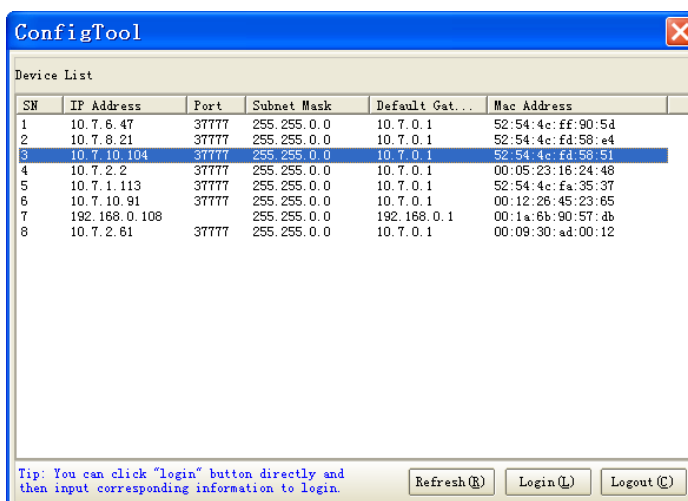 ConfigTool
Device List
SN IP Address Port Subnet Mask Default Gat... Mac Address
1 10.7.6.47 37777 255.255.0.0 10.7.0.1 52:54:4c:ff:90:5d
2 10.7.8.21 37777 255.255.0.0 10.7.0.1 52:54:4c:fd:58:e4
3 10.7.10.104 37777 255.255.0.0 10.7.0.1 52:54:4c:fd:58:51
4 10.7.2.2 37777 255.255.0.0 10.7.0.1 00:05:23:16:24:48
5 10.7.1.113 37777 255.255.0.0 10.7.0.1 52:54:4c:fa:35:37
6 10.7.10.91 37777 255.255.0.0 10.7.0.1 00:12:26:45:23:65
7 192.168.0.108 255.255.0.0 192.168.0.1 00:1a:6b:90:57:db
8 10.7.2.61 37777 255.255.0.0 10.7.0.1 00:09:30:ad:00:12
Tip: You can click "login" button directly and
then input corresponding information to login.
Refresh(R) Login(L) Logout(C)